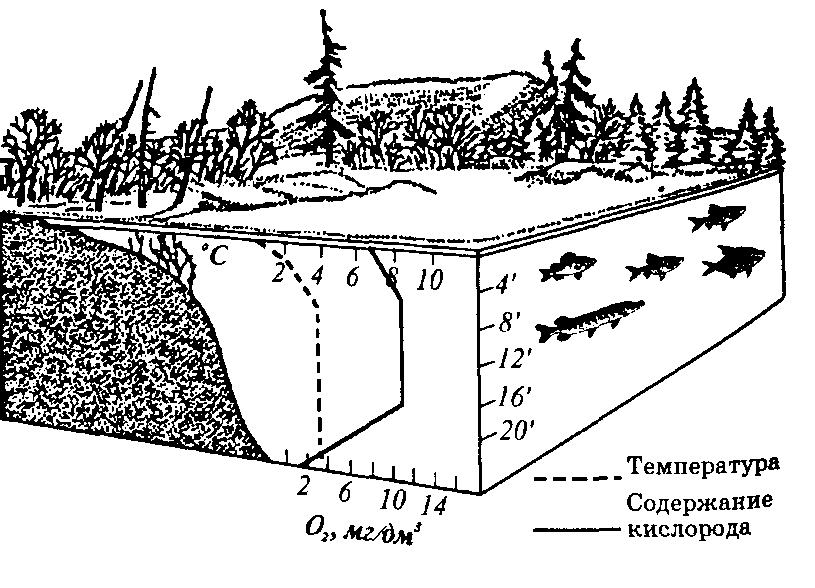 °C
2 4 6 8 10
4'
8'
12'
16'
20'
2 6 10 14
O₂, мг/дм³
Температура
Содержание
кислорода